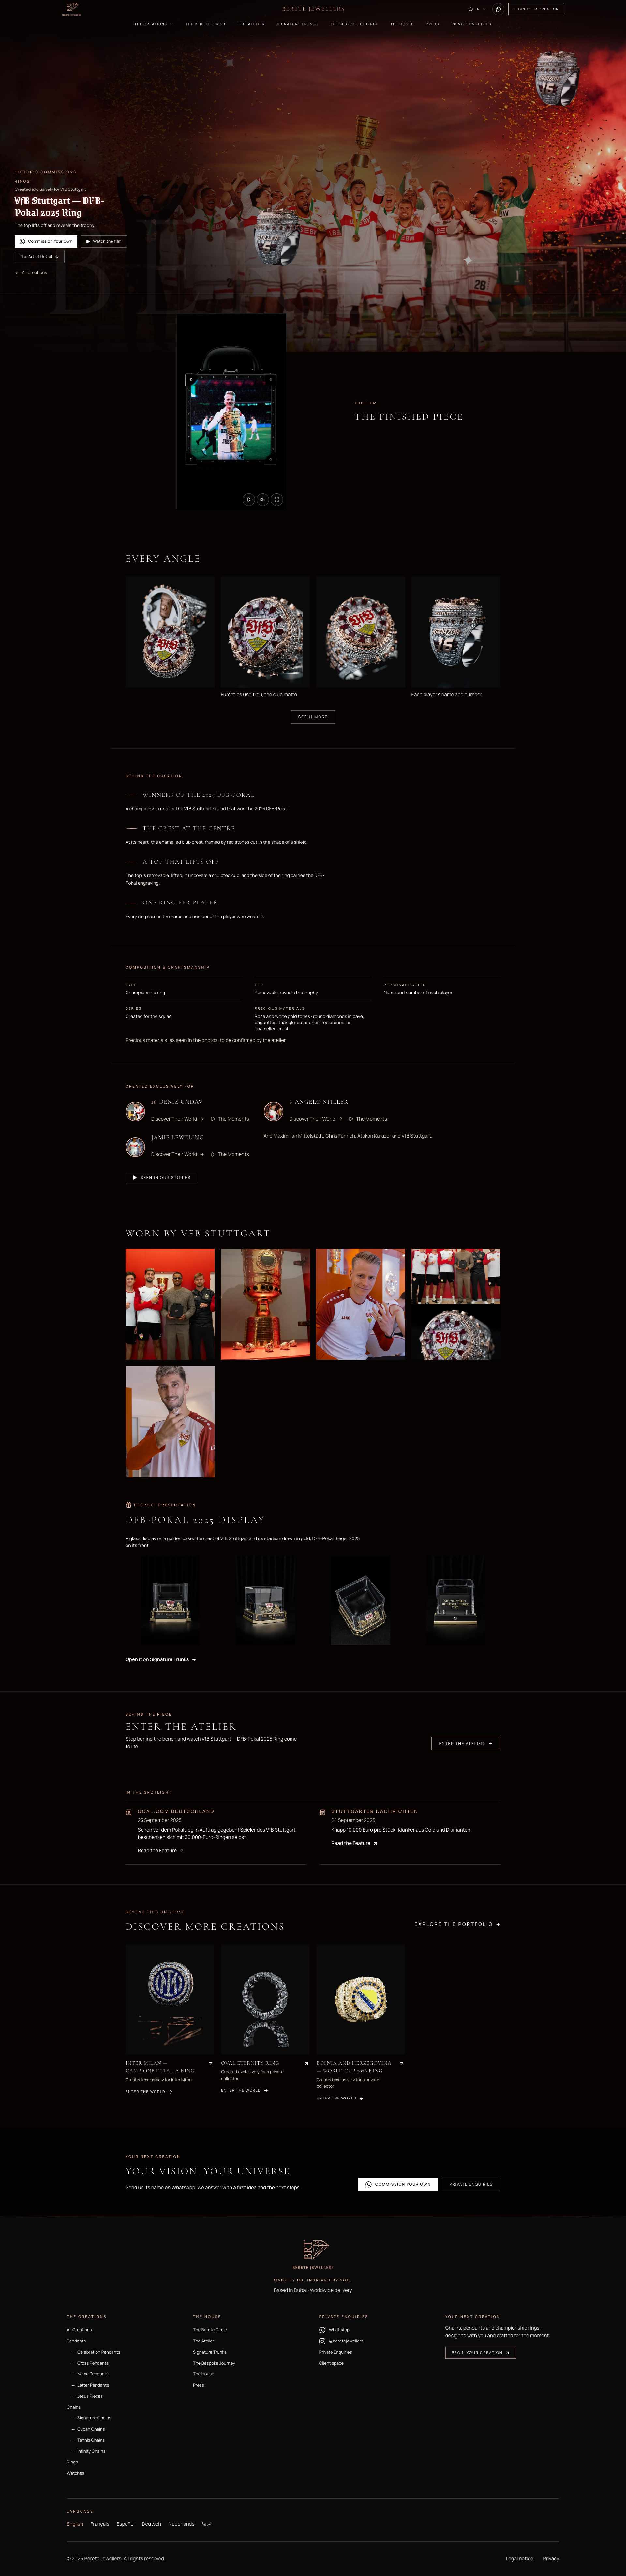 BERETE JEWELLERS
EN
BEGIN YOUR CREATION
THE CREATIONS
THE BERETE CIRCLE
THE ATELIER
SIGNATURE TRUNKS
THE BESPOKE JOURNEY
THE HOUSE
PRESS
PRIVATE ENQUIRIES
HISTORIC COMMISSIONS
RINGS
Created exclusively for VfB Stuttgart
VfB Stuttgart — DFB-
Pokal 2025 Ring
The top lifts off and reveals the trophy.
Commission Your Own
Watch the film
The Art of Detail
All Creations
THE FILM
THE FINISHED PIECE
EVERY ANGLE
Furchtlos und treu, the club motto
Each player's name and number
SEE 11 MORE
BEHIND THE CREATION
WINNERS OF THE 2025 DFB-POKAL
A championship ring for the VfB Stuttgart squad that won the 2025 DFB-Pokal.
THE CREST AT THE CENTRE
At its heart, the enamelled club crest, framed by red stones cut in the shape of a shield.
A TOP THAT LIFTS OFF
The top is removable: lifted, it uncovers a sculpted cup, and the side of the ring carries the DFB-
Pokal engraving.
ONE RING PER PLAYER
Every ring carries the name and number of the player who wears it.
COMPOSITION & CRAFTSMANSHIP
TYPE
Championship ring
TOP
Removable, reveals the trophy
PERSONALISATION
Name and number of each player
SERIES
Created for the squad
PRECIOUS MATERIALS
Rose and white gold tones · round diamonds in pavé,
baguettes, triangle-cut stones, red stones, an
enamelled crest
Precious materials: as seen in the photos, to be confirmed by the atelier.
CREATED EXCLUSIVELY FOR
26 DENIZ UNDAV
Discover Their World
The Moments
6 ANGELO STILLER
Discover Their World
The Moments
JAMIE LEWELING
Discover Their World
The Moments
And Maximilian Mittelstädt, Chris Führich, Atakan Karazor and VfB Stuttgart.
SEEN IN OUR STORIES
WORN BY VFB STUTTGART
BESPOKE PRESENTATION
DFB-POKAL 2025 DISPLAY
A glass display on a golden base: the crest of VfB Stuttgart and its stadium drawn in gold, DFB-Pokal Sieger 2025
on its front.
Open it on Signature Trunks
BEHIND THE PIECE
ENTER THE ATELIER
Step behind the bench and watch VfB Stuttgart — DFB-Pokal 2025 Ring come
to life.
ENTER THE ATELIER
IN THE SPOTLIGHT
GOAL.COM DEUTSCHLAND
23 September 2025
Schon vor dem Pokalsieg in Auftrag gegeben! Spieler des VfB Stuttgart
beschenken sich mit 30.000-Euro-Ringen selbst
Read the Feature
STUTTGARTER NACHRICHTEN
24 September 2025
Knapp 10.000 Euro pro Stück: Klunker aus Gold und Diamanten
Read the Feature
BEYOND THIS UNIVERSE
DISCOVER MORE CREATIONS
EXPLORE THE PORTFOLIO
INTER MILAN —
CAMPIONE D'ITALIA RING
Created exclusively for Inter Milan
ENTER THE WORLD
OVAL ETERNITY RING
Created exclusively for a private
collector
ENTER THE WORLD
BOSNIA AND HERZEGOVINA
— WORLD CUP 2026 RING
Created exclusively for a private
collector
ENTER THE WORLD
YOUR NEXT CREATION
YOUR VISION. YOUR UNIVERSE.
Send us its name on WhatsApp: we answer with a first idea and the next steps.
COMMISSION YOUR OWN
PRIVATE ENQUIRIES
BRT
BERETE JEWELLERS
MADE BY US, INSPIRED BY YOU.
Based in Dubai · Worldwide delivery
THE CREATIONS
All Creations
Pendants
— Celebration Pendants
— Cross Pendants
— Name Pendants
— Letter Pendants
— Jesus Pieces
Chains
— Signature Chains
— Cuban Chains
— Tennis Chains
— Infinity Chains
Rings
Watches
THE HOUSE
The Berete Circle
The Atelier
Signature Trunks
The Bespoke Journey
The House
Press
PRIVATE ENQUIRIES
WhatsApp
@beretejewellers
Private Enquiries
Client space
YOUR NEXT CREATION
Chains, pendants and championship rings,
designed with you and crafted for the moment.
BEGIN YOUR CREATION
LANGUAGE
English
Français
Español
Deutsch
Nederlands
العربية
© 2026 Berete Jewellers. All rights reserved.
Legal notice
Privacy